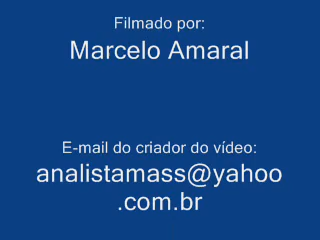 Filmado por:
Marcelo Amaral
E-mail do criador do vídeo:
analistamass@yahoo
.com.br